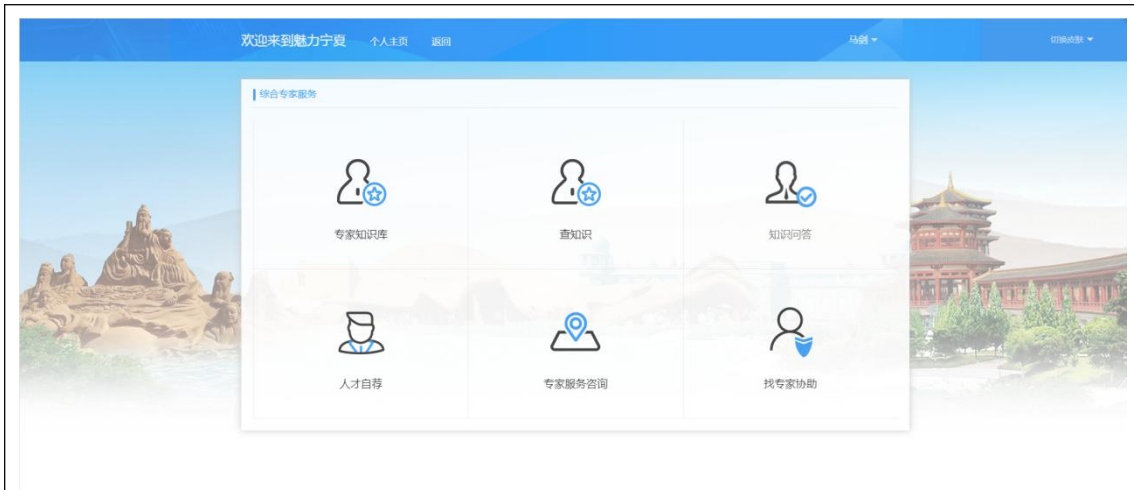 欢迎来到魅力宁夏 个人主页 返回 马剑 切换皮肤
综合专家服务
专家知识库 查知识 知识问答
人才自荐 专家服务咨询 找专家协助